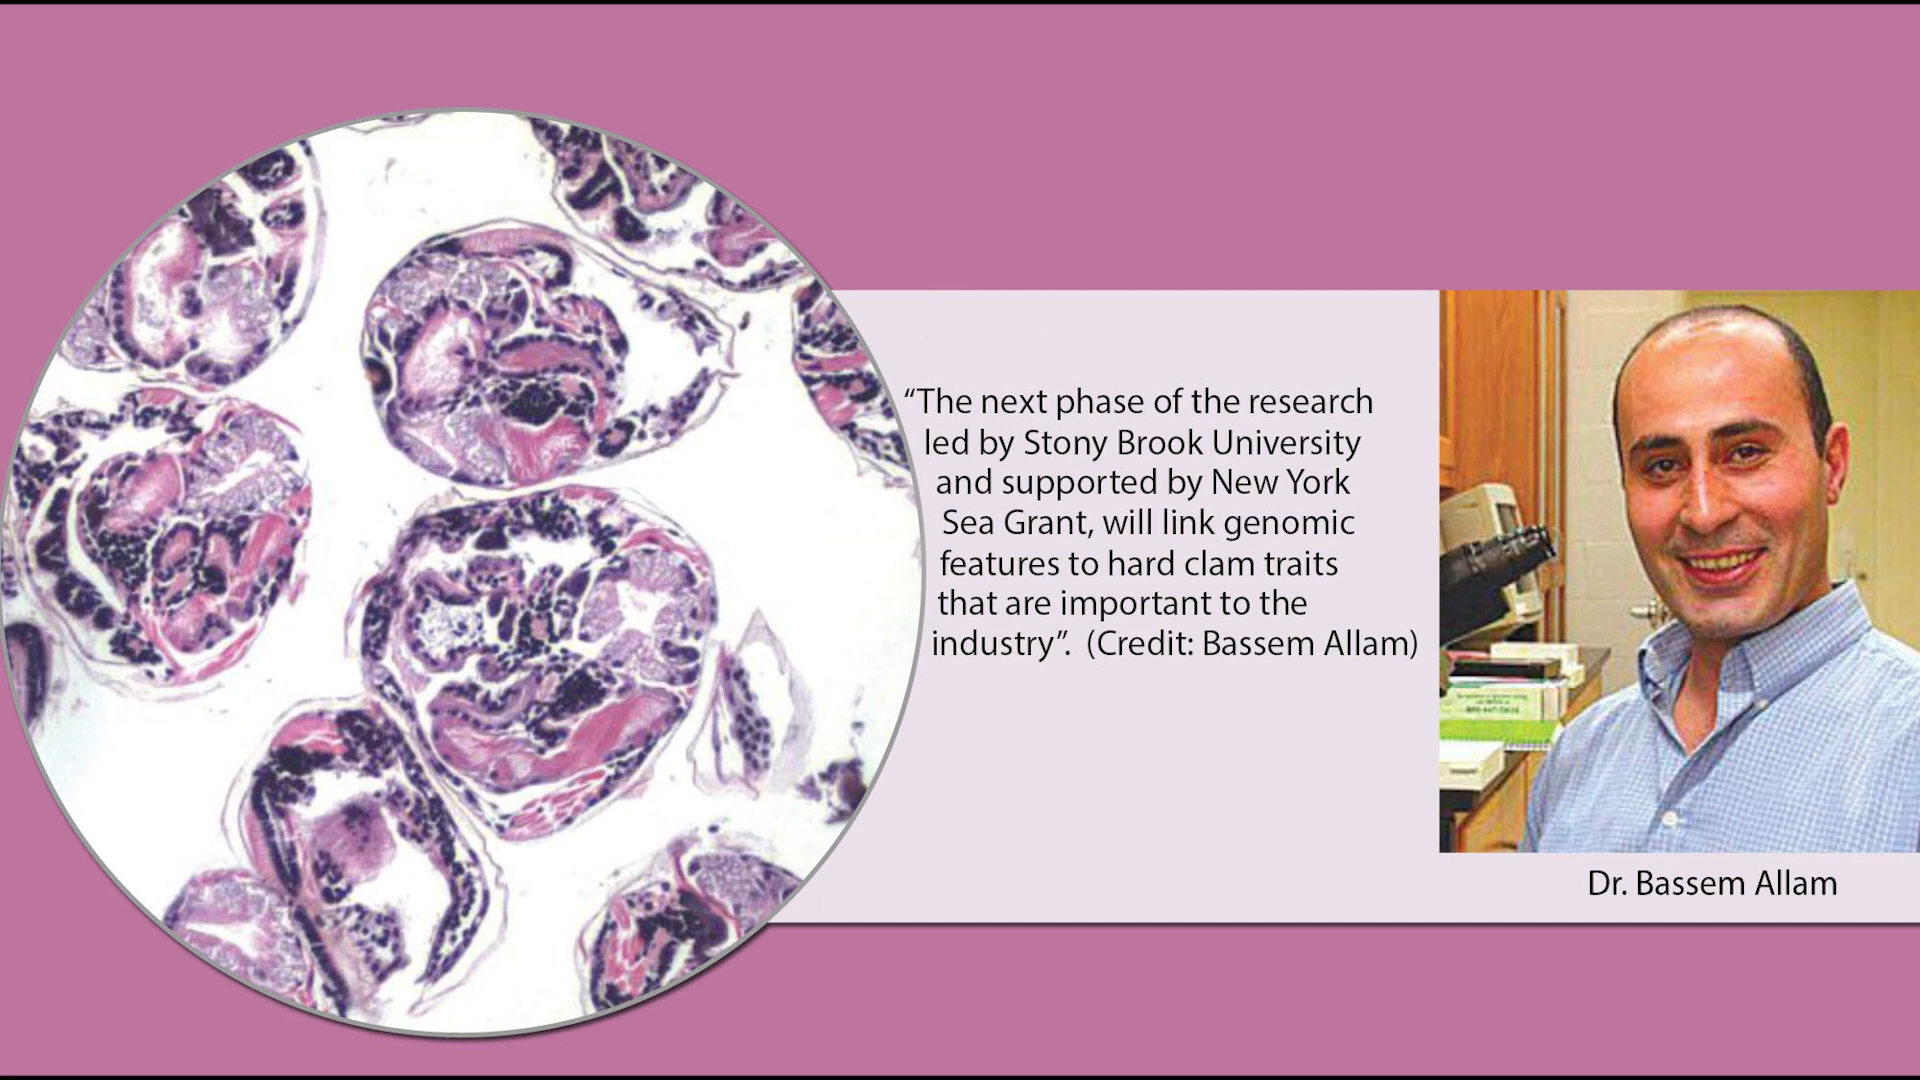 “The next phase of the research
led by Stony Brook University
and supported by New York
Sea Grant, will link genomic
features to hard clam traits
that are important to the
industry”.  (Credit: Bassem Allam)
Dr. Bassem Allam